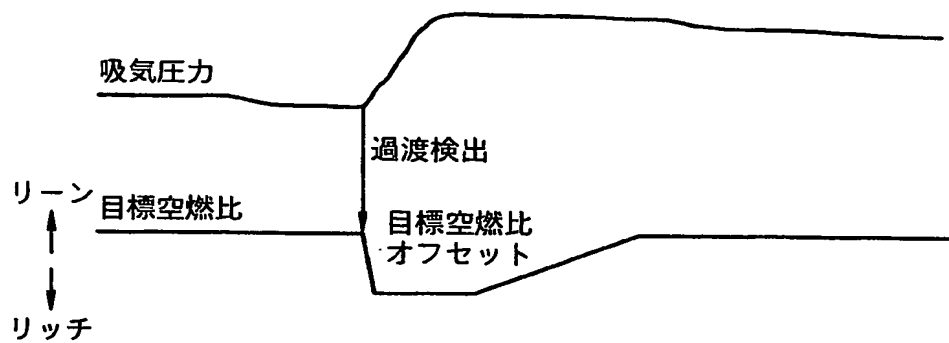 吸気圧力
過渡検出
リーン
目標空燃比
目標空燃比
オフセット
リッチ